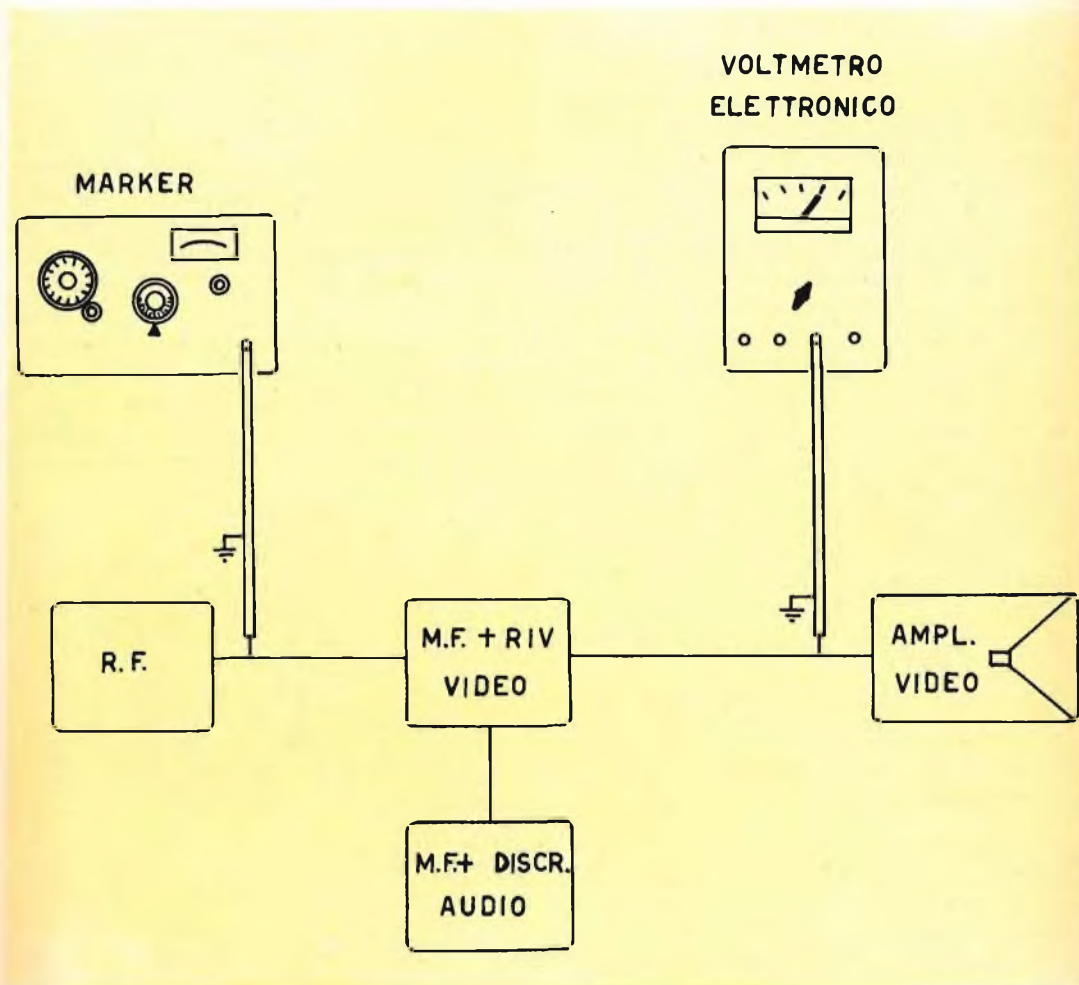 VOLTMETRO
ELETTRONICO
MARKER
R.F.
M.F. + RIV
VIDEO
AMPL.
VIDEO
M.F.+ DISCR.
AUDIO